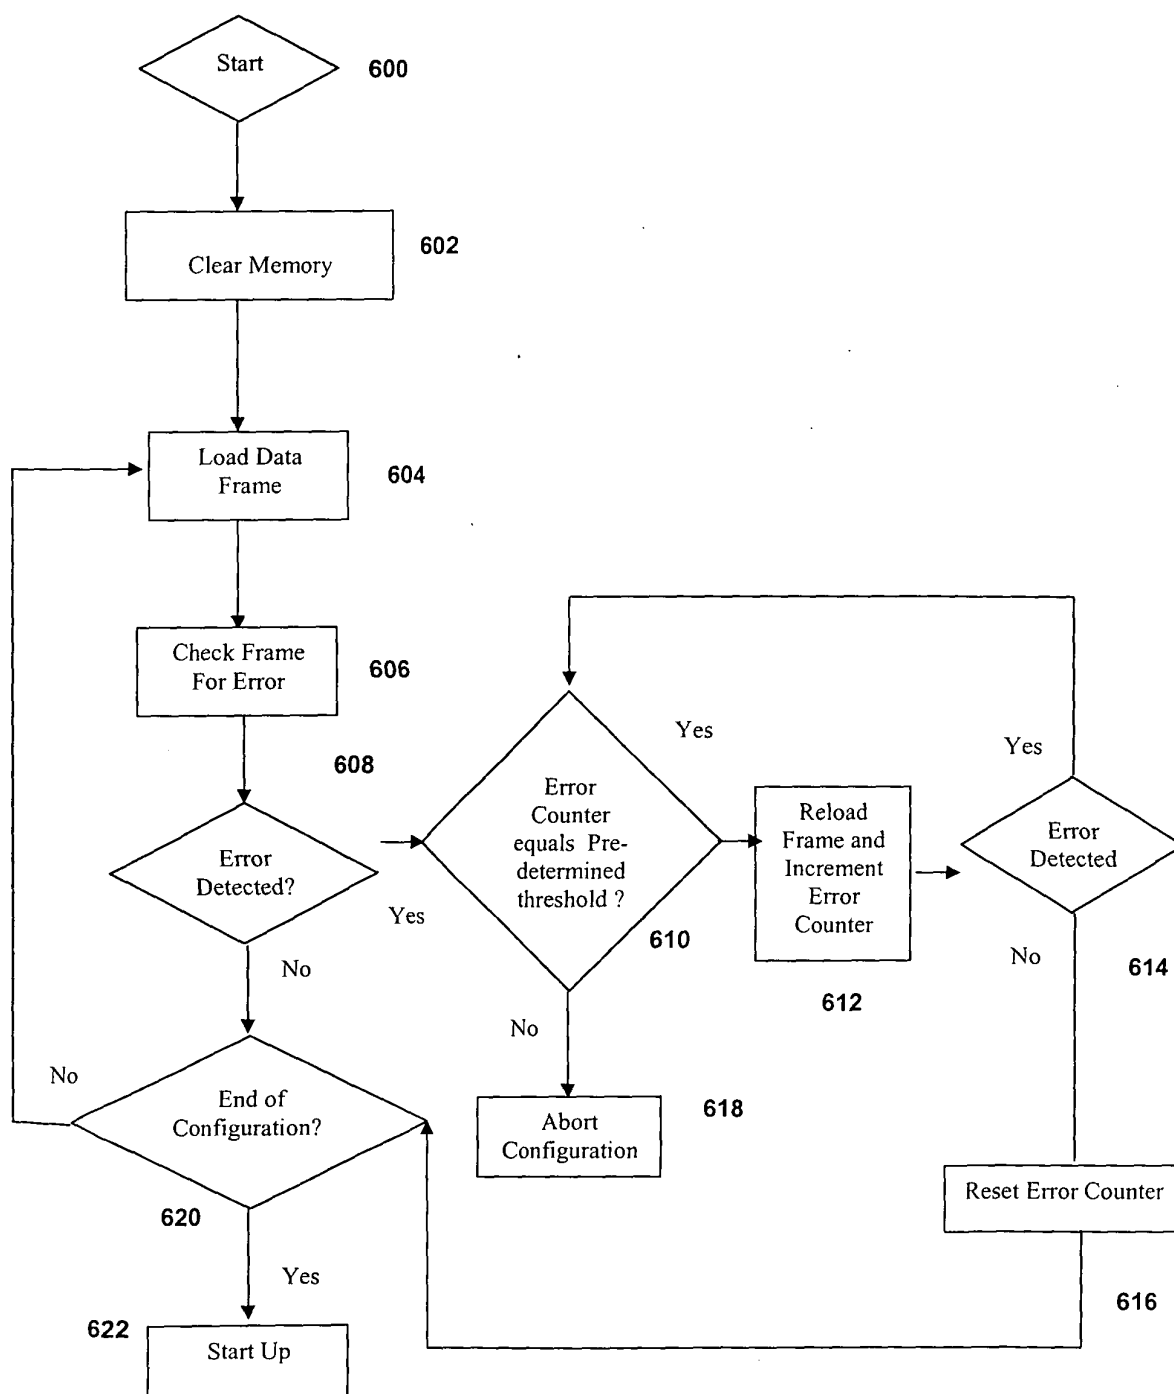 Start
600
Clear Memory
602
Load Data
Frame
604
Check Frame
For Error
606
608
Error
Detected?
Yes
No
Error
Counter
equals Pre-
determined
threshold ?
610
Yes
No
Reload
Frame and
Increment
Error
Counter
612
Yes
Error
Detected
No
614
Abort
Configuration
618
Reset Error Counter
616
No
End of
Configuration?
620
Yes
622
Start Up